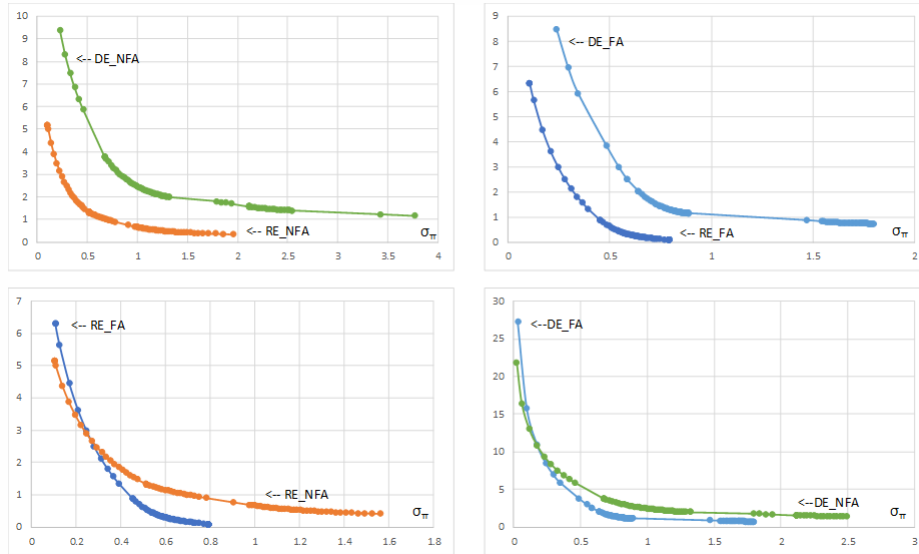 10
9
8
7
6
5
4
3
2
1
0
<-- DE_NFA
<-- RE_NFA
σπ
0 0.5 1 1.5 2 2.5 3 3.5 4
9
8
7
6
5
4
3
2
1
0
<-- DE_FA
<-- RE_FA
σπ
0 0.5 1 1.5 2
7
6
5
4
3
2
1
0
<-- RE_FA
<-- RE_NFA
σπ
0 0.2 0.4 0.6 0.8 1 1.2 1.4 1.6 1.8
30
25
20
15
10
5
0
<--DE_FA
<--DE_NFA
σπ
0 0.5 1 1.5 2 2.5 3